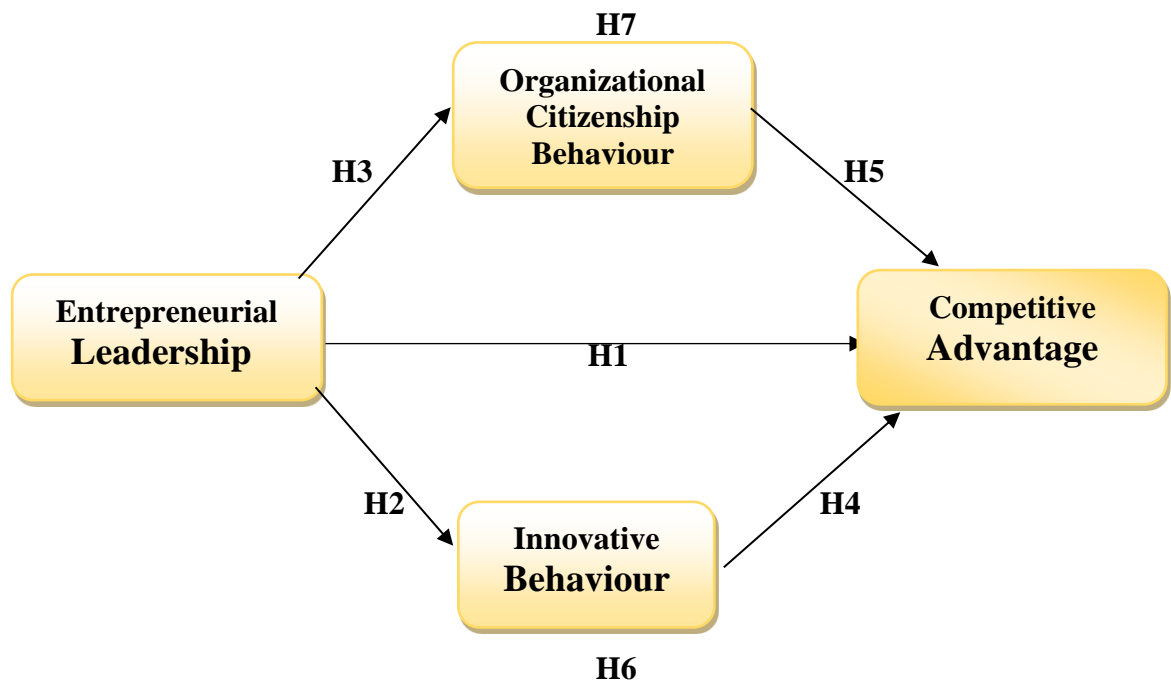 H7
Organizational
Citizenship
Behaviour
H3
H5
Entrepreneurial
Leadership
Competitive
Advantage
H1
H2
H4
Innovative
Behaviour
H6